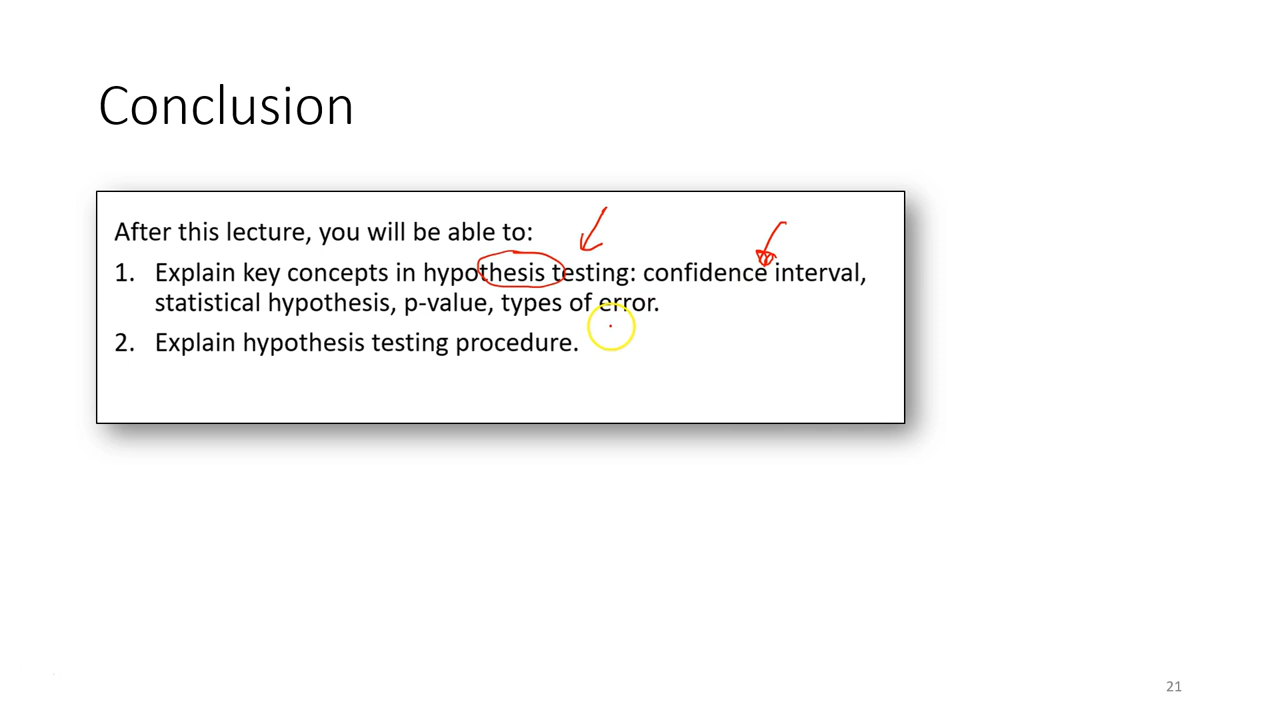 Conclusion
After this lecture, you will be able to:
1. Explain key concepts in hypothesis testing: confidence interval,
statistical hypothesis, p-value, types of error.
2. Explain hypothesis testing procedure.
21